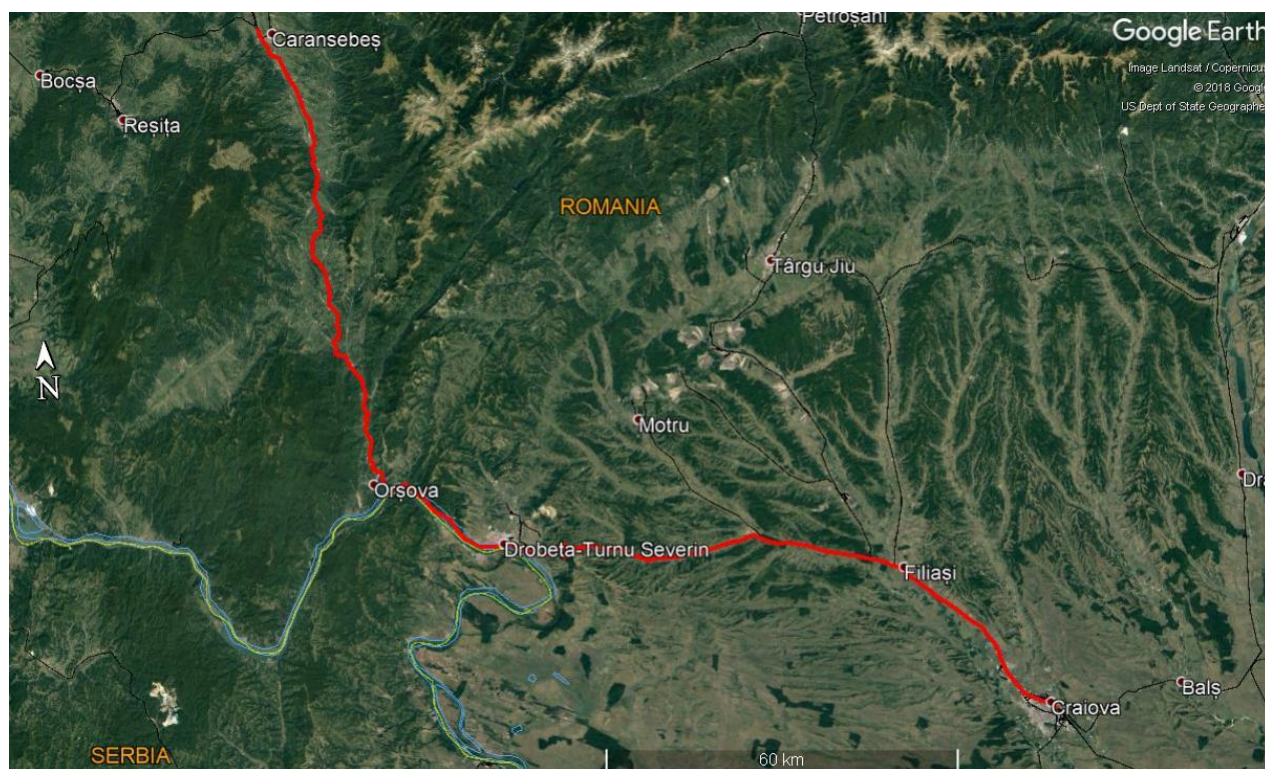 Petroșani
Google Earth
Caransebeș
Image Landsat / Copernicus
Bocșa
© 2018 Google
US Dept of State Geographer
Reșita
ROMANIA
Târgu Jiu
N
Motru
Orșova
Dra
Drobeta-Turnu Severin
Filiași
Balș
Craiova
SERBIA
60 km